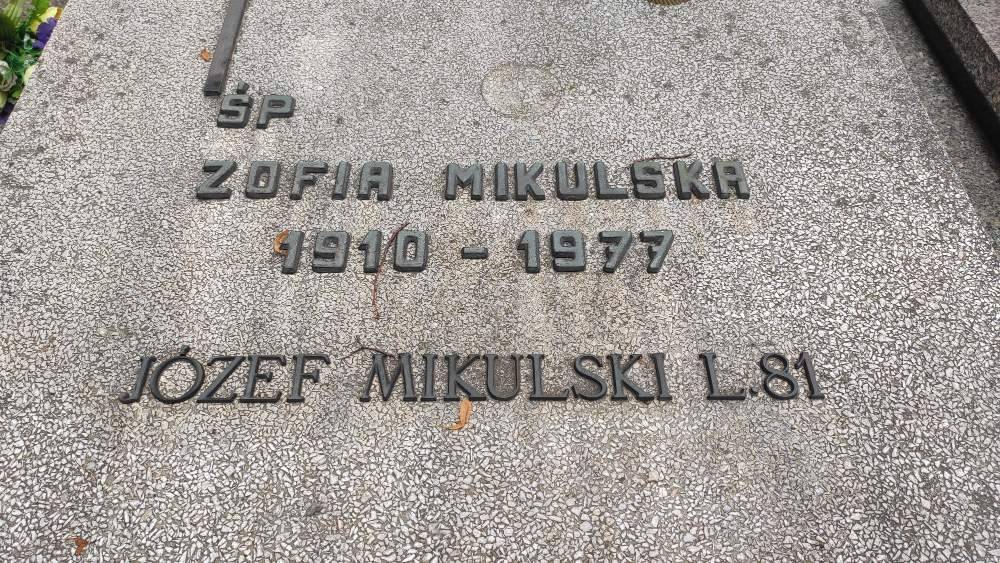 ŚP
ZOFIA MIKULSKA
1910 - 1977
JÓZEF MIKULSKI L.81